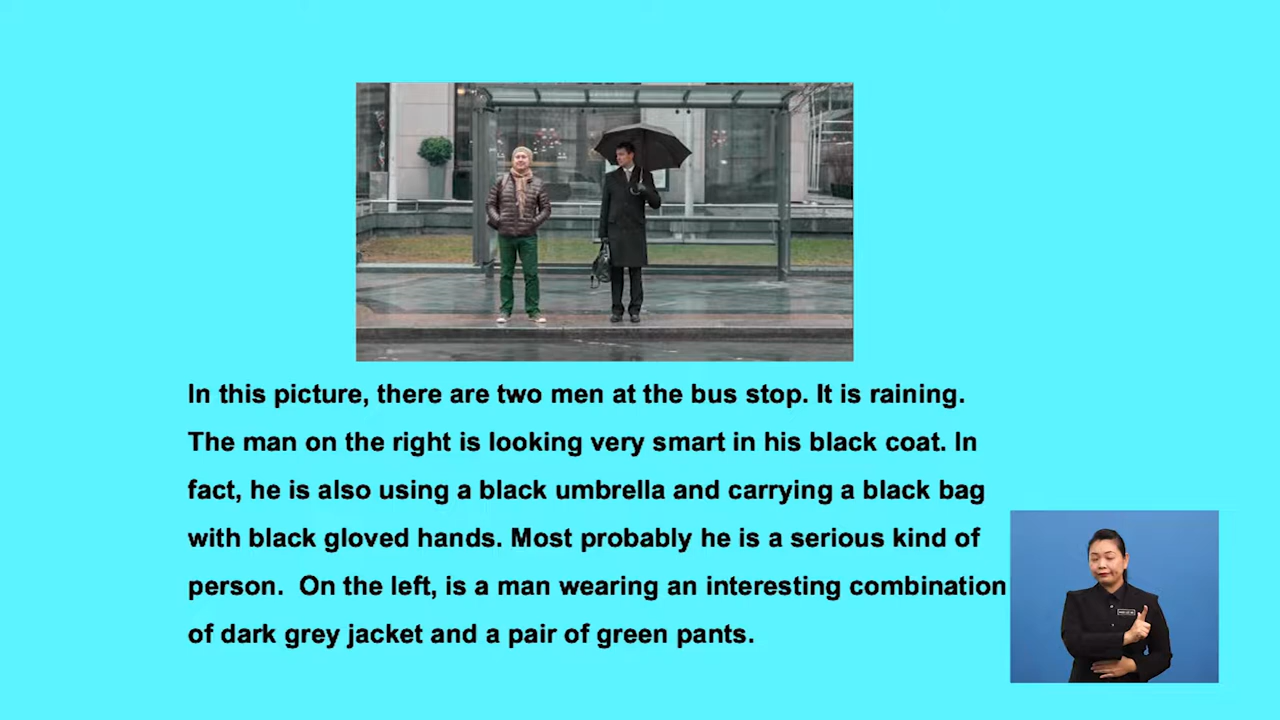 In this picture, there are two men at the bus stop. It is raining.
The man on the right is looking very smart in his black coat. In
fact, he is also using a black umbrella and carrying a black bag
with black gloved hands. Most probably he is a serious kind of
person.  On the left, is a man wearing an interesting combination
of dark grey jacket and a pair of green pants.